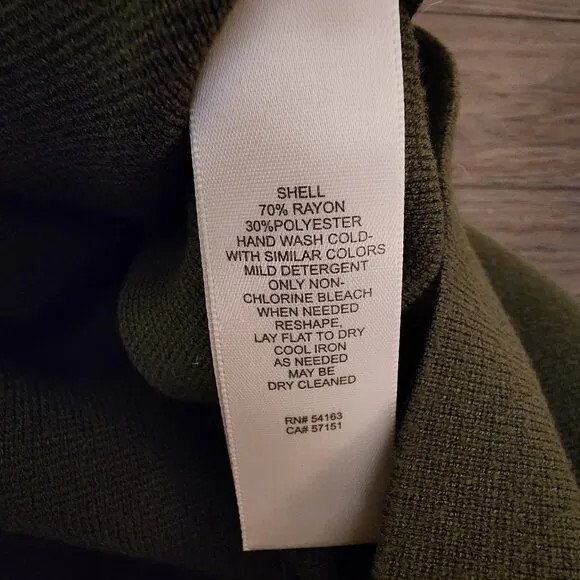 SHELL
70% RAYON
30%POLYESTER
HAND WASH COLD-
WITH SIMILAR COLORS
MILD DETERGENT
ONLY NON-
CHLORINE BLEACH
WHEN NEEDED
RESHAPE,
LAY FLAT TO DRY
COOL IRON
AS NEEDED
MAY BE
DRY CLEANED
RN# 54163
CA# 57151